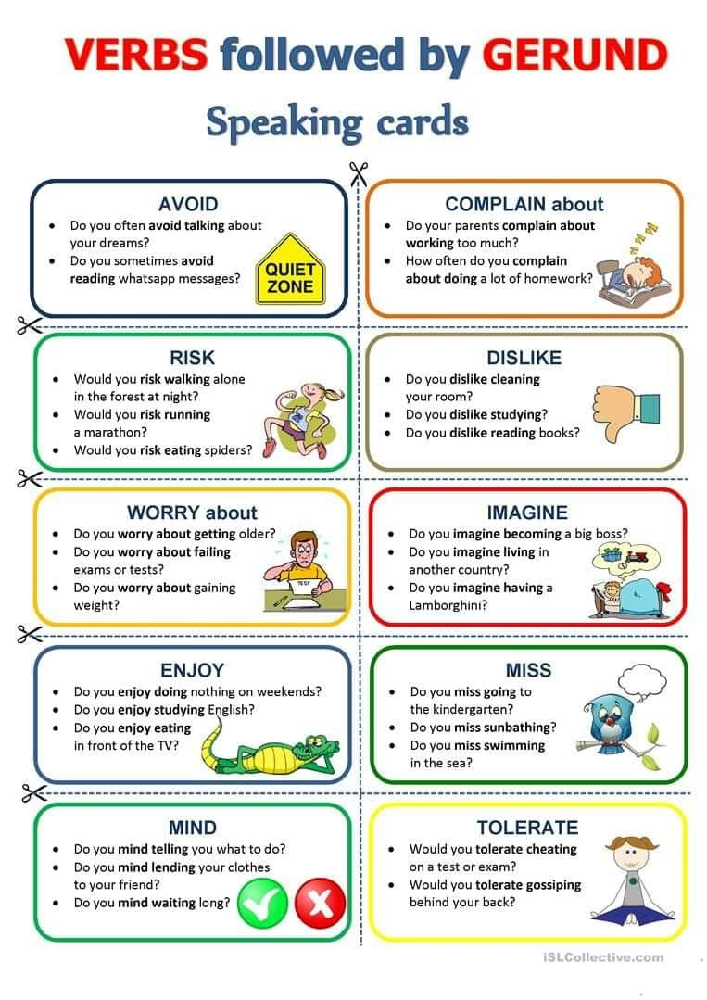 VERBS followed by GERUND
Speaking cards
AVOID
• Do you often avoid talking about
your dreams?
• Do you sometimes avoid
reading whatsapp messages?
QUIET
ZONE
COMPLAIN about
• Do your parents complain about
working too much?
• How often do you complain
about doing a lot of homework?
RISK
• Would you risk walking alone
in the forest at night?
• Would you risk running
a marathon?
• Would you risk eating spiders?
DISLIKE
• Do you dislike cleaning
your room?
• Do you dislike studying?
• Do you dislike reading books?
WORRY about
• Do you worry about getting older?
• Do you worry about failing
exams or tests?
• Do you worry about gaining
weight?
TEST
IMAGINE
• Do you imagine becoming a big boss?
• Do you imagine living in
another country?
• Do you imagine having a
Lamborghini?
ENJOY
• Do you enjoy doing nothing on weekends?
• Do you enjoy studying English?
• Do you enjoy eating
in front of the TV?
MISS
• Do you miss going to
the kindergarten?
• Do you miss sunbathing?
• Do you miss swimming
in the sea?
MIND
• Do you mind telling you what to do?
• Do you mind lending your clothes
to your friend?
• Do you mind waiting long?
TOLERATE
• Would you tolerate cheating
on a test or exam?
• Would you tolerate gossiping
behind your back?
iSLCollective.com